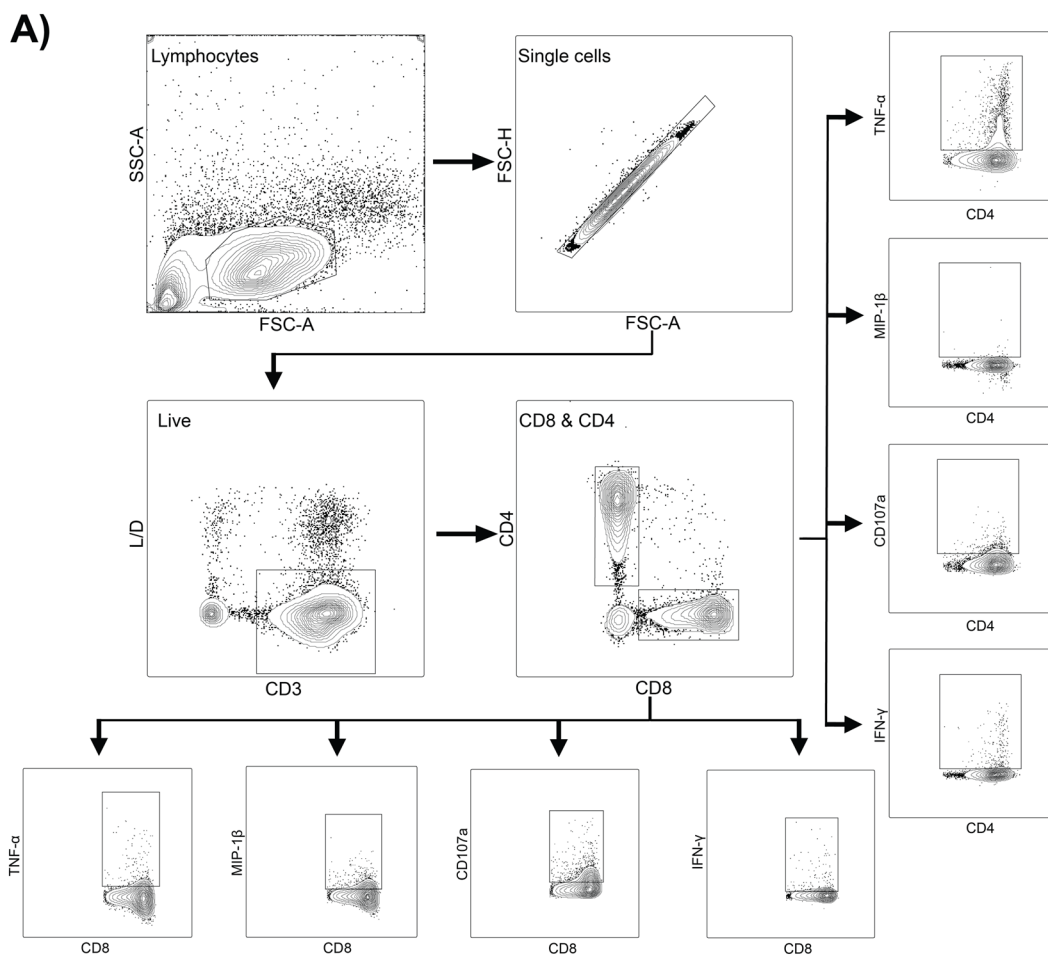 A)
Lymphocytes
SSC-A
FSC-A
Single cells
FSC-H
FSC-A
TNF-α
CD4
MIP-1β
CD4
Live
L/D
CD3
CD8 & CD4
CD4
CD8
CD107a
CD4
IFN-γ
CD4
TNF-α
CD8
MIP-1β
CD8
CD107a
CD8
IFN-γ
CD8